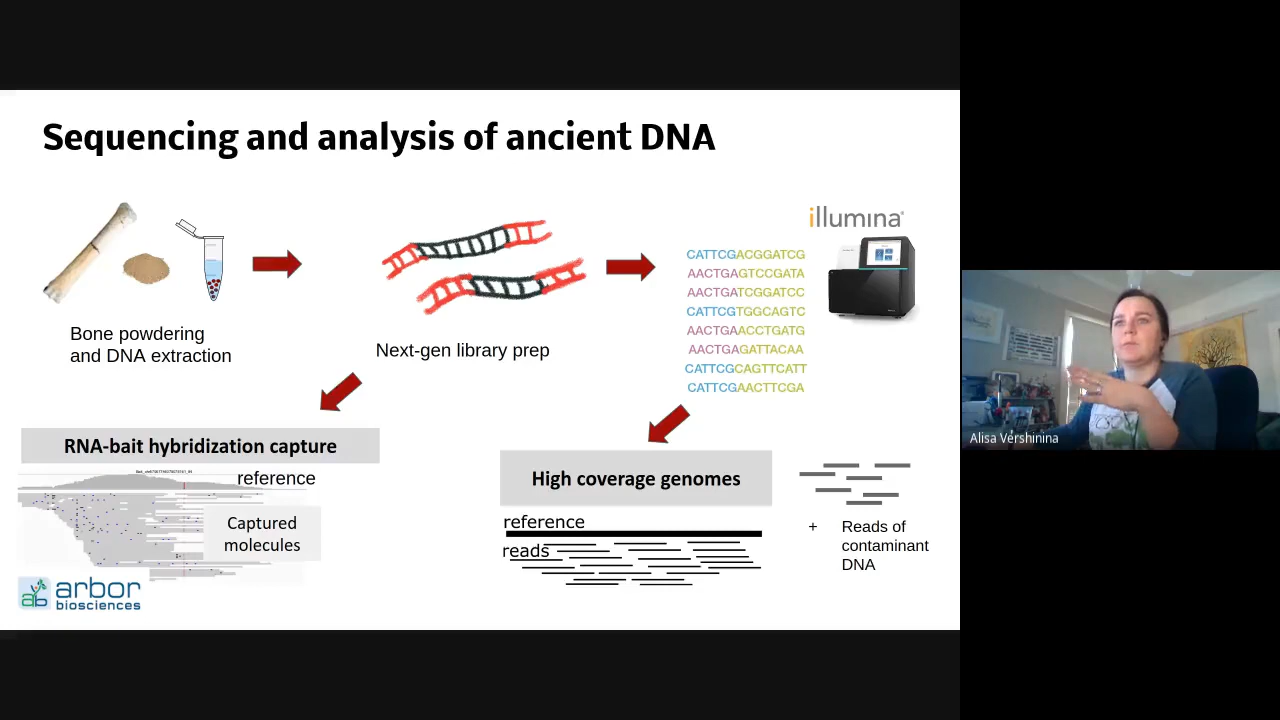 Sequencing and analysis of ancient DNA
illumina®
CATTCGACGGATCG
AACTGAGTCCGATA
AACTGATCGGATCC
CATTCGTGGCAGTC
AACTGAACCTGATG
AACTGAGATTACAA
CATTCGCAGTTCATT
CATTCGAACTTCGA
Bone powdering
and DNA extraction
Next-gen library prep
RNA-bait hybridization capture
reference
Captured
molecules
arbor
biosciences
High coverage genomes
reference
reads
+ Reads of
contaminant
DNA
Alisa Vershinina